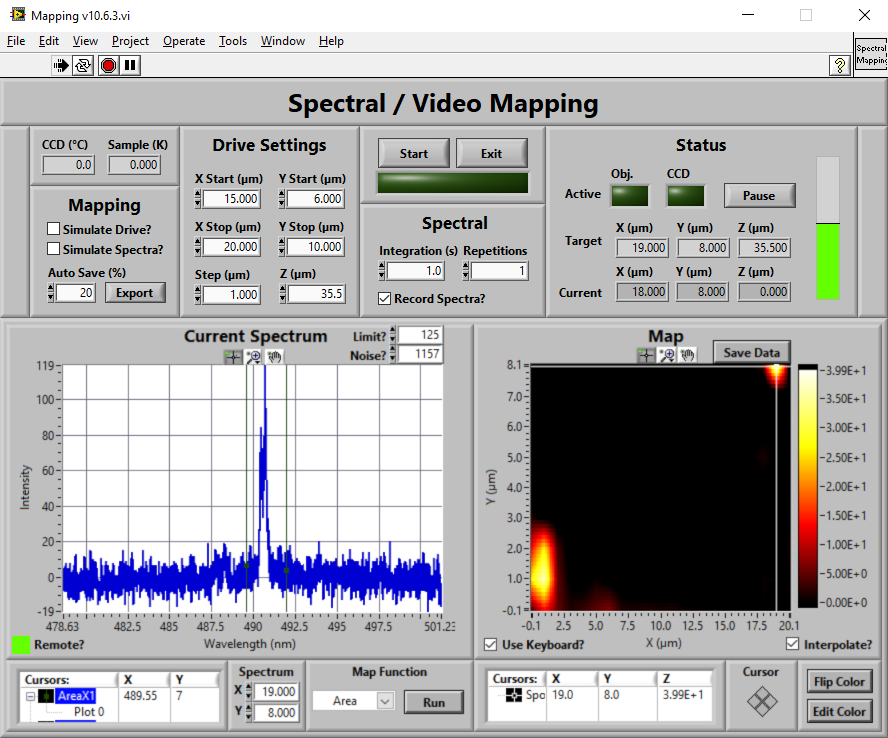 Mapping v10.6.3.vi
File Edit View Project Operate Tools Window Help
Spectral
Mapping
?
Spectral / Video Mapping
CCD (°C) Sample (K)
0.0 0.000
Mapping
Simulate Drive?
Simulate Spectra?
Auto Save (%)
20 Export
Drive Settings
X Start (µm) Y Start (µm)
15.000 6.000
X Stop (µm) Y Stop (µm)
20.000 10.000
Step (µm) Z (µm)
1.000 35.5
Start Exit
Spectral
Integration (s) Repetitions
1.0 1
Record Spectra?
Status
Obj. CCD
Active Pause
X (µm) Y (µm) Z (µm)
Target 19.000 8.000 35.500
X (µm) Y (µm) Z (µm)
Current 18.000 8.000 0.000
Current Spectrum
Limit? 125
Noise? 1157
119
100
80
60
40
20
0
-19
Intensity
478.63 482.5 485 487.5 490 492.5 495 497.5 501.23
Wavelength (nm)
Remote?
Map
Save Data
8.1
7.0
6.0
5.0
4.0
3.0
2.0
1.0
-0.1
Y (µm)
-0.1 2.5 5.0 7.5 10.0 12.5 15.0 17.5 20.1
X (µm)
3.99E+1
3.50E+1
3.00E+1
2.50E+1
2.00E+1
1.50E+1
1.00E+1
5.00E+0
0.00E+0
Use Keyboard?
Interpolate?
Cursors: X Y
AreaX1 489.55 7
Plot 0
Spectrum
X 19.000
Y 8.000
Map Function
Area Run
Cursors: X Y Z
Spo 19.0 8.0 3.99E+1
Cursor
Flip Color
Edit Color